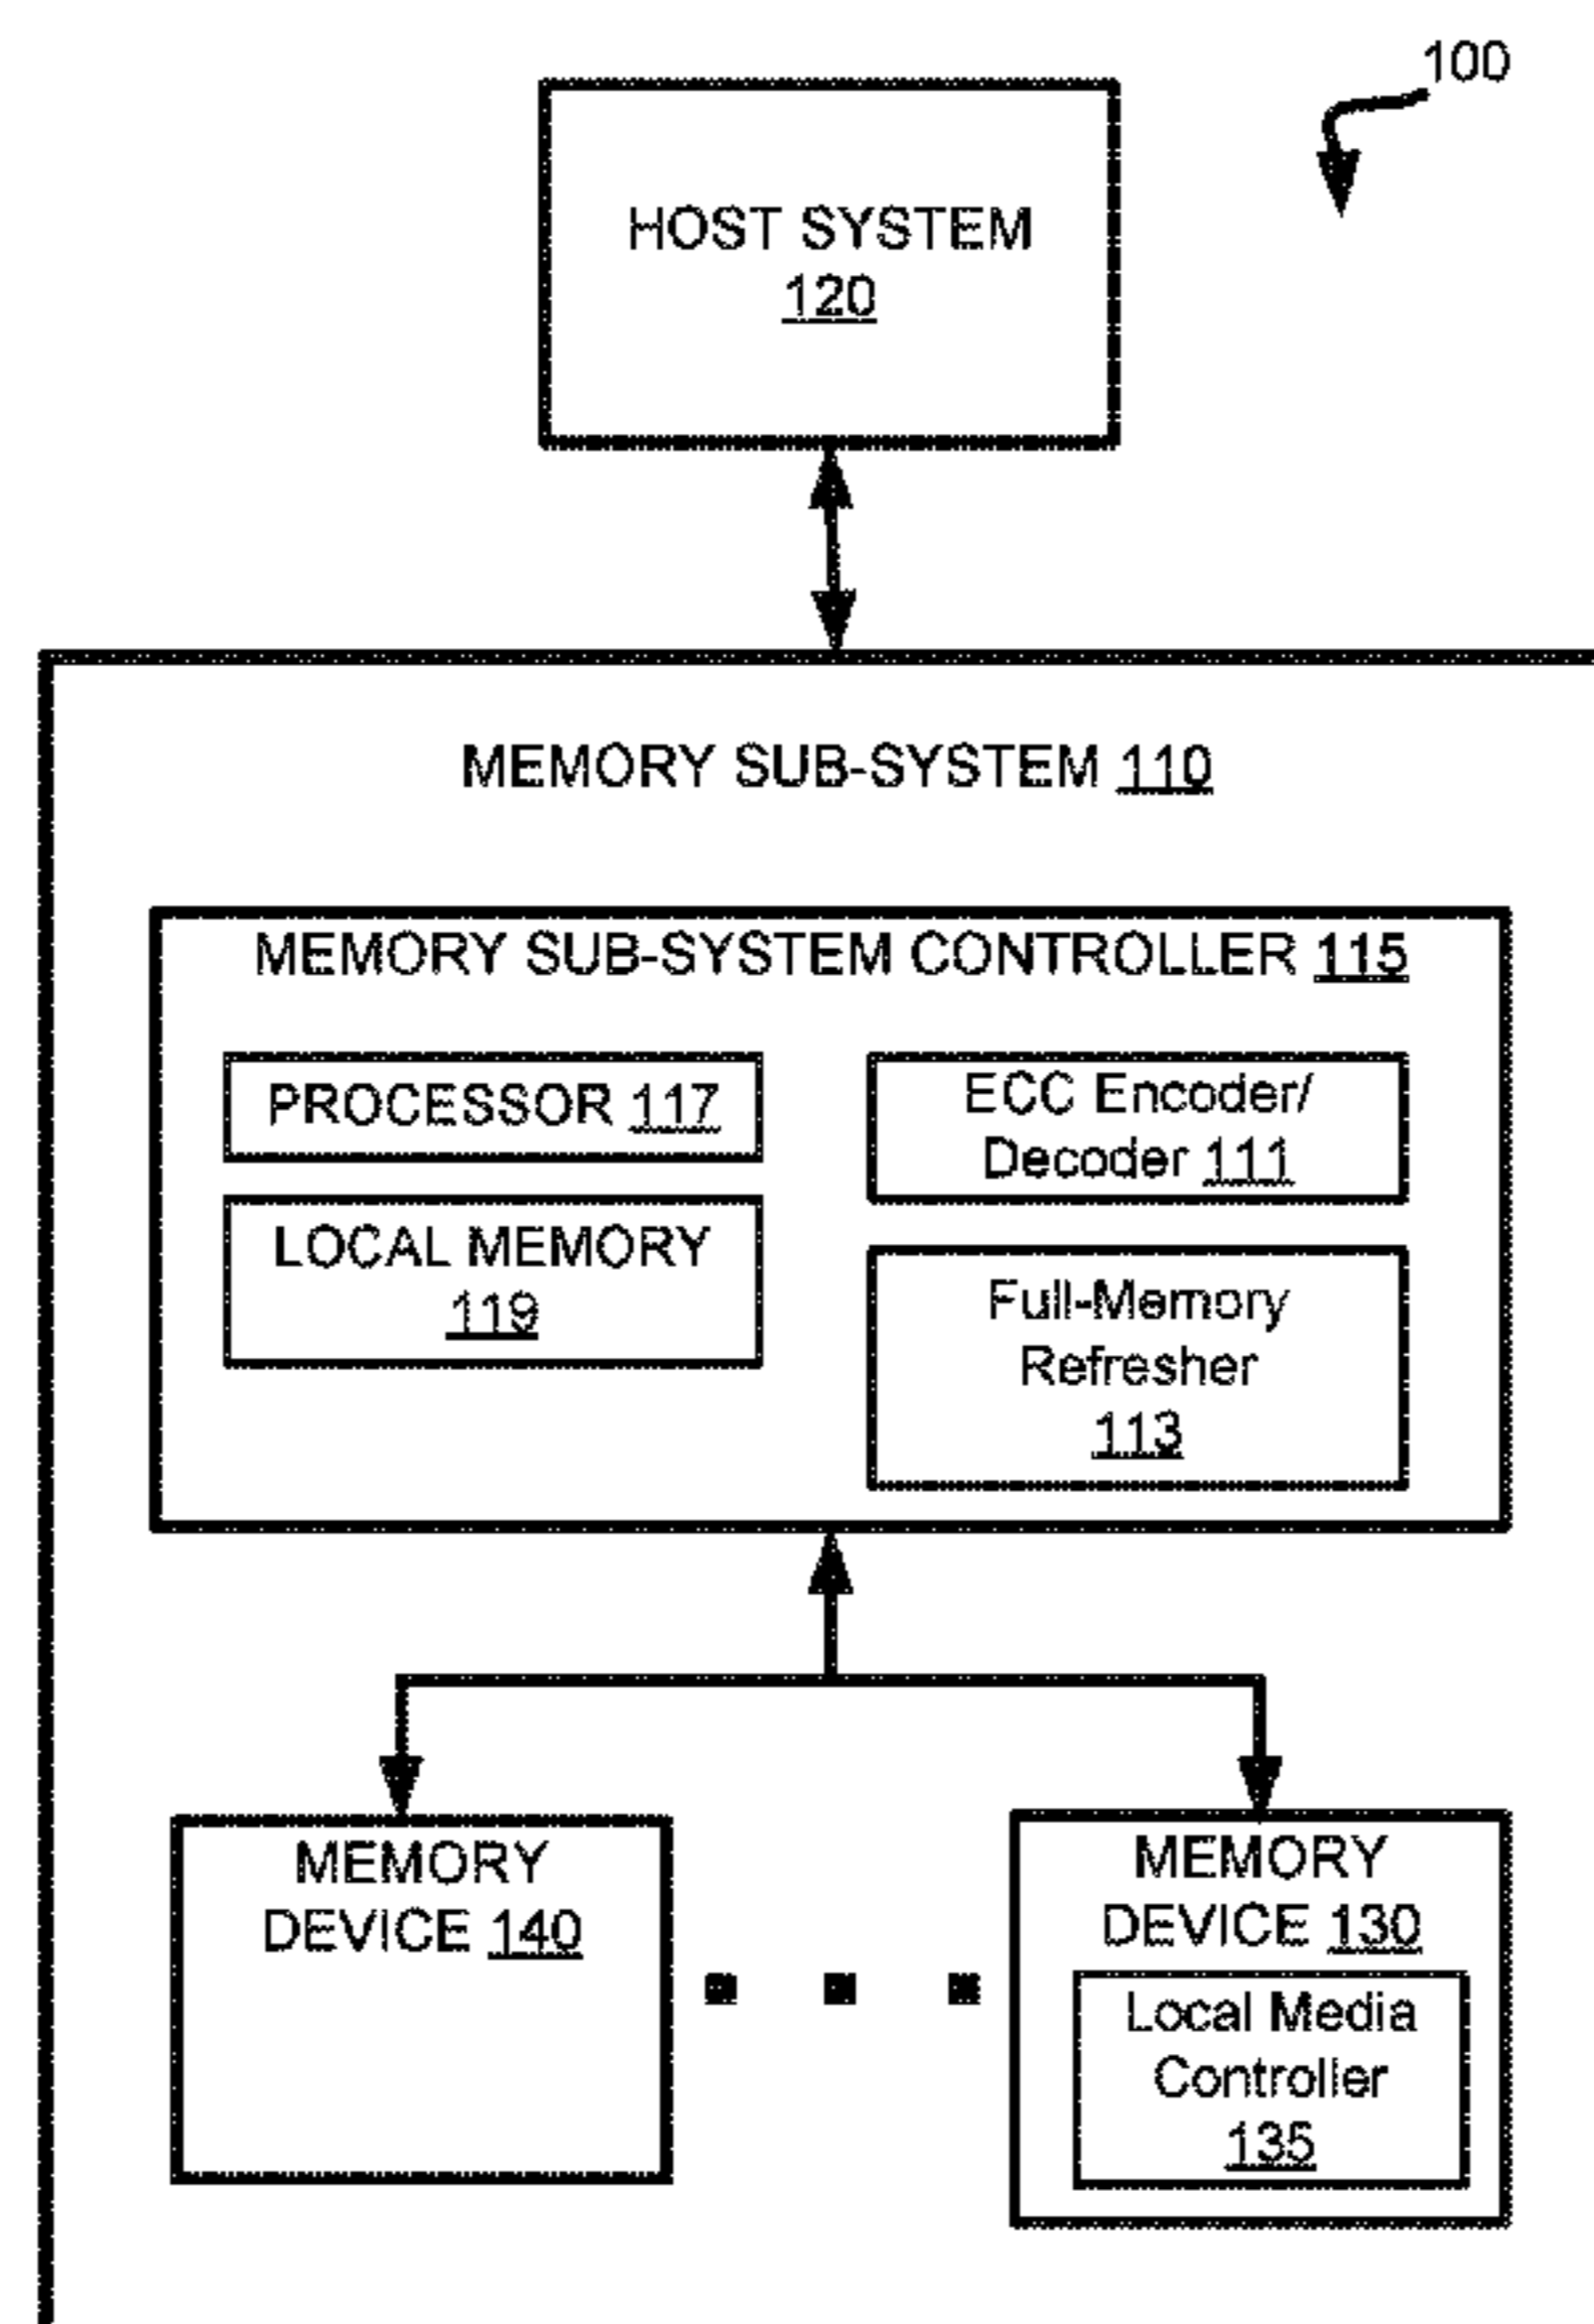 100
HOST SYSTEM
120
MEMORY SUB-SYSTEM 110
MEMORY SUB-SYSTEM CONTROLLER 115
PROCESSOR 117
ECC Encoder/
Decoder 111
LOCAL MEMORY
119
Full-Memory
Refresher
113
MEMORY
DEVICE 140
MEMORY
DEVICE 130
Local Media
Controller
135